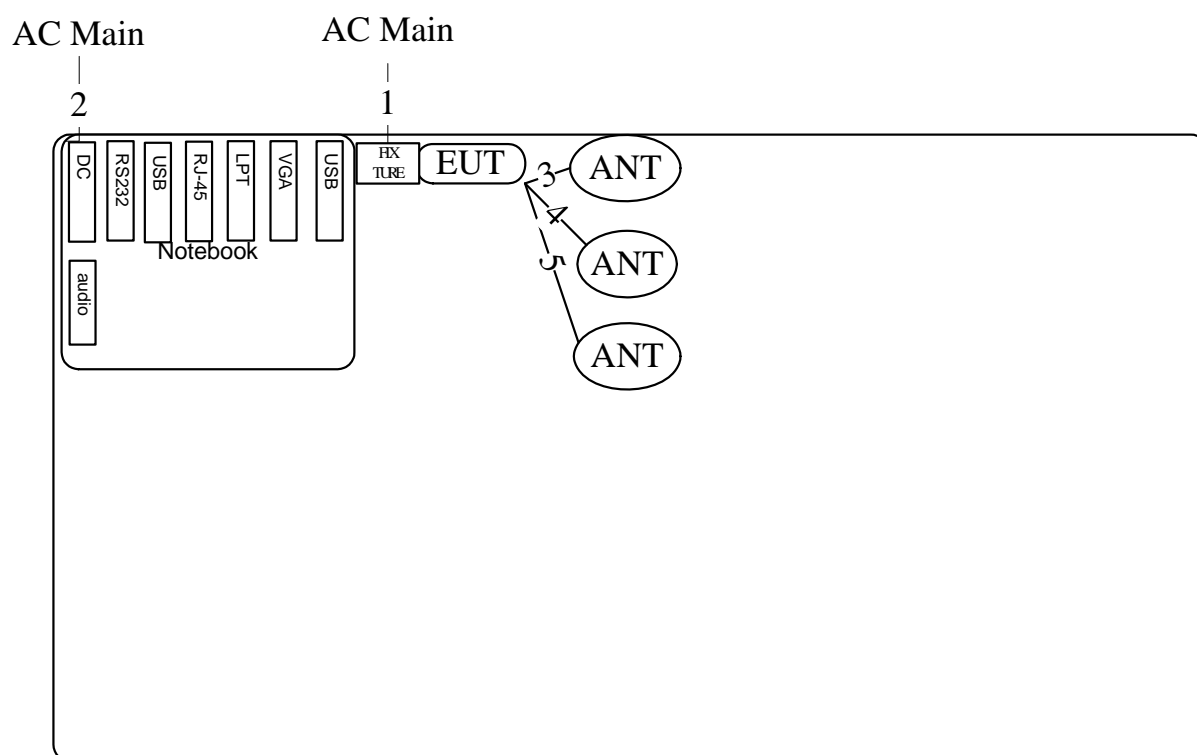 AC Main
AC Main
2
1
DC
RS232
USB
RJ-45
LPT
VGA
USB
FIX
TURE
EUT
3
ANT
4
ANT
5
ANT
Notebook
audio